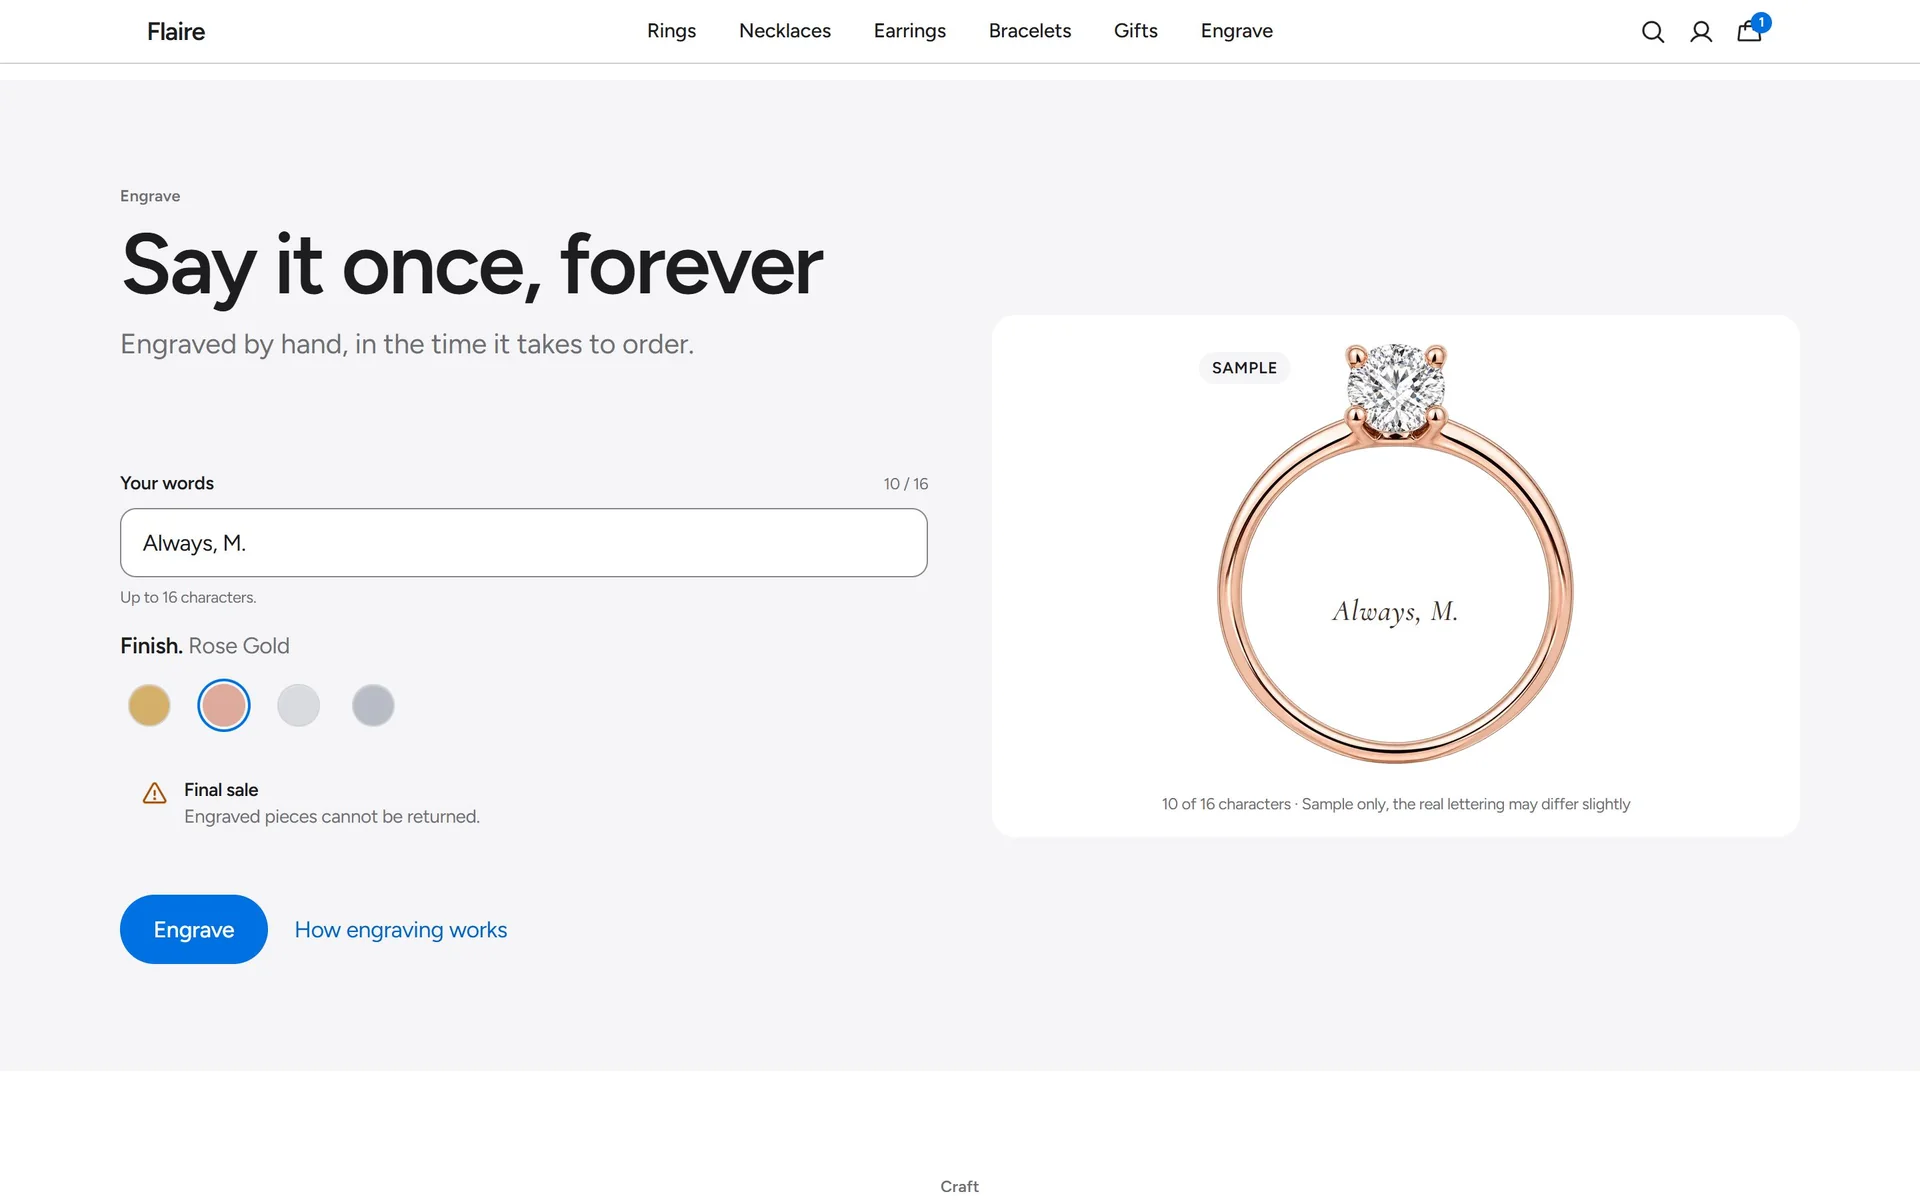 Flaire
Rings
Necklaces
Earrings
Bracelets
Gifts
Engrave
1
Engrave
Say it once, forever
Engraved by hand, in the time it takes to order.
Your words
10 / 16
Always, M.
Up to 16 characters.
Finish. Rose Gold
Final sale
Engraved pieces cannot be returned.
Engrave
How engraving works
SAMPLE
Always, M.
10 of 16 characters · Sample only, the real lettering may differ slightly
Craft